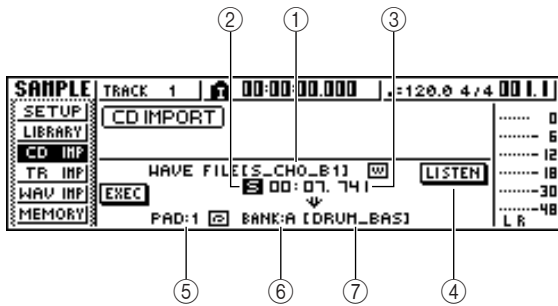 ② ① ③
SAMPLE TRACK 1 00:00:00.000 ♩=120.0 4/4 001.1
SETUP
LIBRARY
CD IMP
TR IMP
WAV IMP
MEMORY
CD IMPORT
WAVE FILE[S_CHO_B1] W
S 00:07.741
LISTEN
EXEC
PAD:1 BANK:A [DRUM_BAS]
0
6
12
18
30
48
L R
⑤ ⑥ ⑦ ④